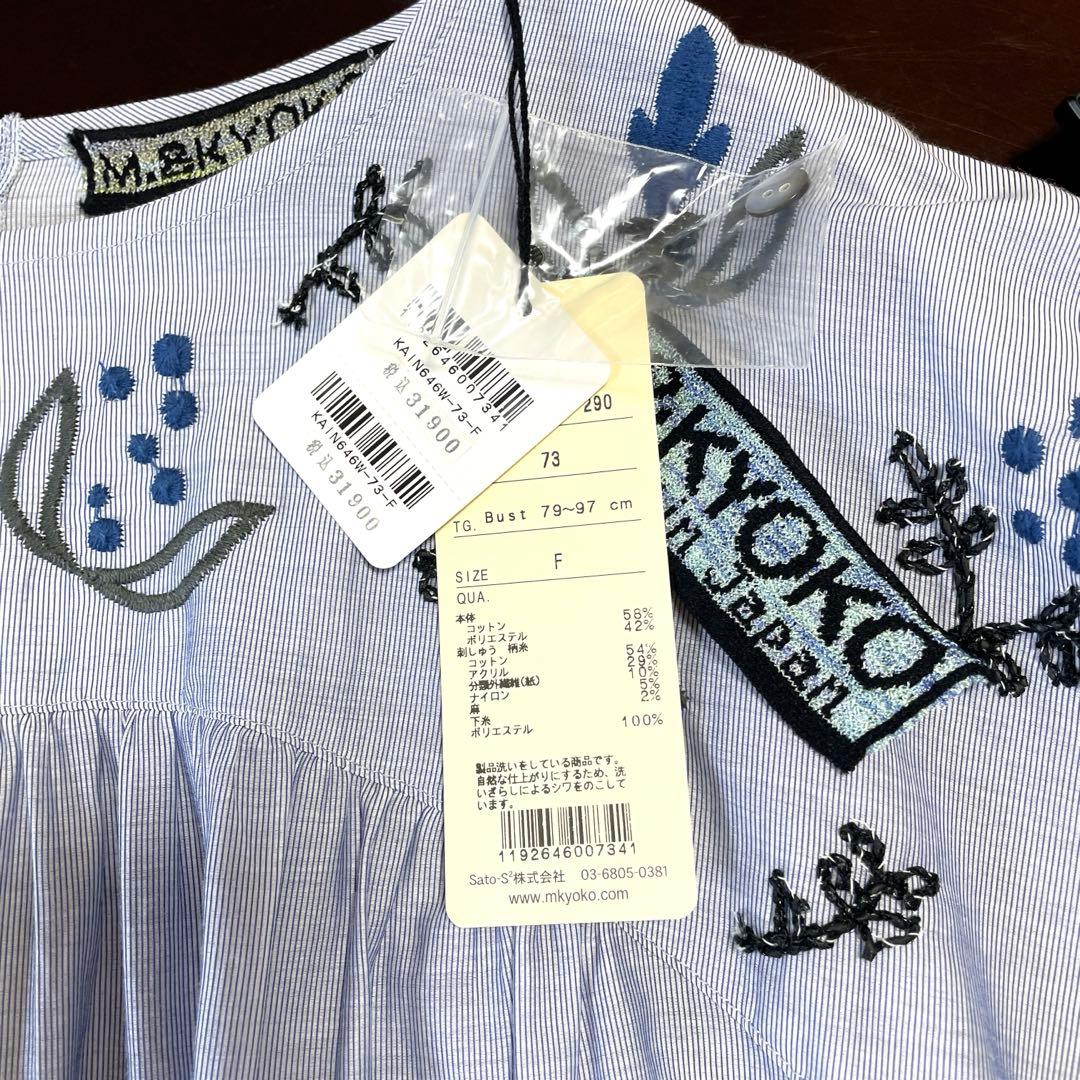 M.&KYOKO
1192646007341
KAIN646W-73-F
税込31900
KAIN646W-73-F
税込31900
290
73
TG. Bust 79~97 cm
SIZE F
QUA.
本体
コットン 58%
ポリエステル 42%
刺しゅう 柄糸
コットン 54%
アクリル 29%
分類外繊維(紙) 10%
ナイロン 5%
麻 2%
下糸
ポリエステル 100%
製品洗いをしている商品です。
自然な仕上がりにするため、洗
いざらしによるシワをのこして
います。
1192646007341
Sato-S²株式会社 03-6805-0381
www.mkyoko.com
&KYOKO
Japan